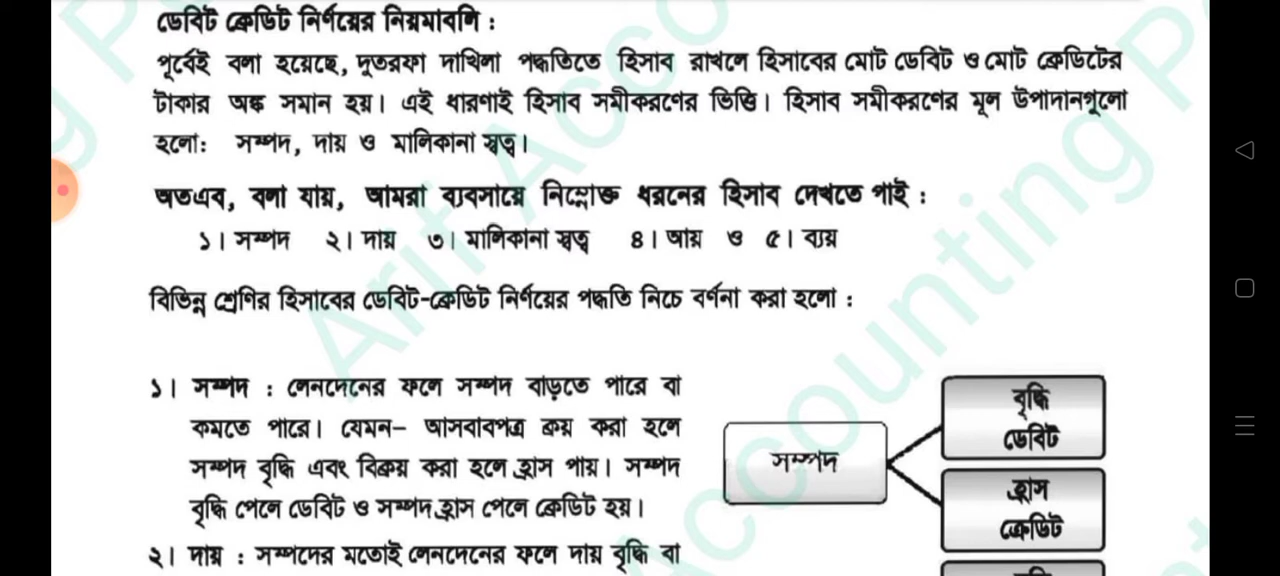 ডেবিট ক্রেডিট নির্ণয়ের নিয়মাবলি :
পূর্বেই বলা হয়েছে, দুতরফা দাখিলা পদ্ধতিতে হিসাব রাখলে হিসাবের মোট ডেবিট ও মোট ক্রেডিটের
টাকার অঙ্ক সমান হয়। এই ধারণাই হিসাব সমীকরণের ভিত্তি। হিসাব সমীকরণের মূল উপাদানগুলো
হলো: সম্পদ, দায় ও মালিকানা স্বত্ব।
অতএব, বলা যায়, আমরা ব্যবসায়ে নিম্নোক্ত ধরনের হিসাব দেখতে পাই :
১। সম্পদ ২। দায় ৩। মালিকানা স্বত্ব ৪। আয় ও ৫। ব্যয়
বিভিন্ন শ্রেণির হিসাবের ডেবিট-ক্রেডিট নির্ণয়ের পদ্ধতি নিচে বর্ণনা করা হলো :
১। সম্পদ : লেনদেনের ফলে সম্পদ বাড়তে পারে বা
কমতে পারে। যেমন– আসবাবপত্র ক্রয় করা হলে
সম্পদ বৃদ্ধি এবং বিক্রয় করা হলে হ্রাস পায়। সম্পদ
বৃদ্ধি পেলে ডেবিট ও সম্পদ হ্রাস পেলে ক্রেডিট হয়।
২। দায় : সম্পদের মতোই লেনদেনের ফলে দায় বৃদ্ধি বা
সম্পদ
বৃদ্ধি
ডেবিট
হ্রাস
ক্রেডিট
Arif Accounting